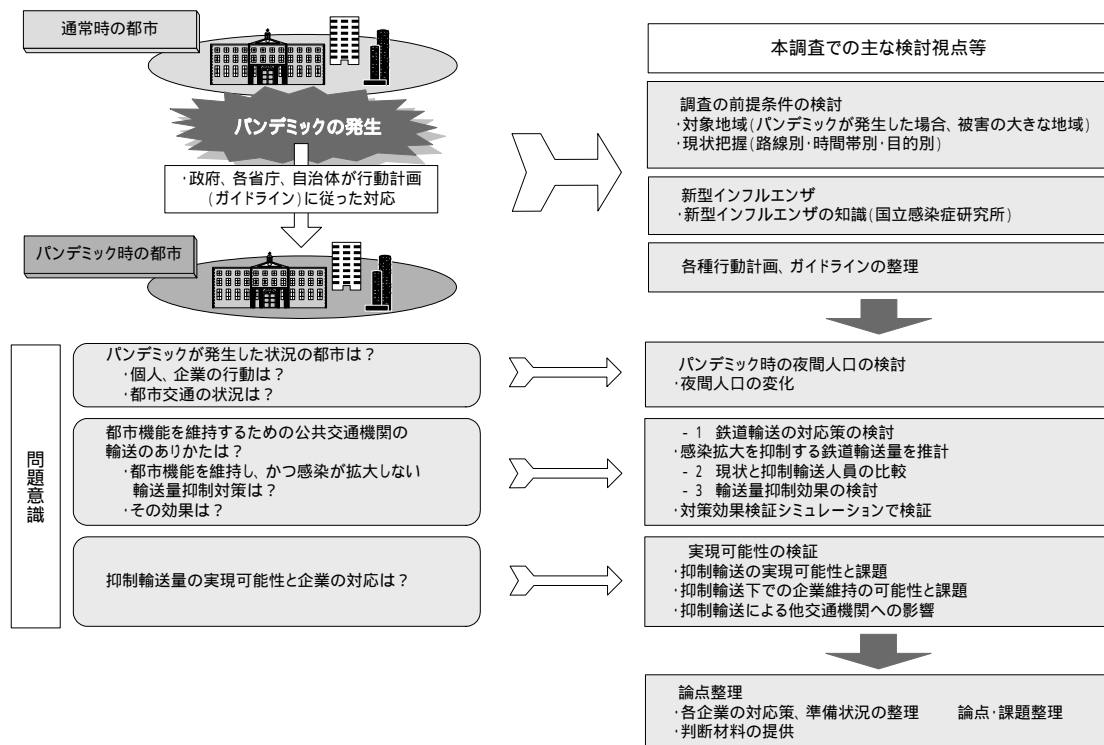 通常時の都市
パンデミックの発生
・政府、各省庁、自治体が行動計画
(ガイドライン)に従った対応
パンデミック時の都市
本調査での主な検討視点等
調査の前提条件の検討
・対象地域(パンデミックが発生した場合、被害の大きな地域)
・現状把握(路線別・時間帯別・目的別)
新型インフルエンザ
・新型インフルエンザの知識(国立感染症研究所)
各種行動計画、ガイドラインの整理
問題意識
パンデミックが発生した状況の都市は?
・個人、企業の行動は?
・都市交通の状況は?
パンデミック時の夜間人口の検討
・夜間人口の変化
都市機能を維持するための公共交通機関の
輸送のありかたは?
・都市機能を維持し、かつ感染が拡大しない
輸送量抑制対策は?
・その効果は?
- 1 鉄道輸送の対応策の検討
・感染拡大を抑制する鉄道輸送量を推計
- 2 現状と抑制輸送人員の比較
- 3 輸送量抑制効果の検討
・対策効果検証シミュレーションで検証
抑制輸送量の実現可能性と企業の対応は?
実現可能性の検証
・抑制輸送の実現可能性と課題
・抑制輸送下での企業維持の可能性と課題
・抑制輸送による他交通機関への影響
論点整理
・各企業の対応策、準備状況の整理 論点・課題整理
・判断材料の提供